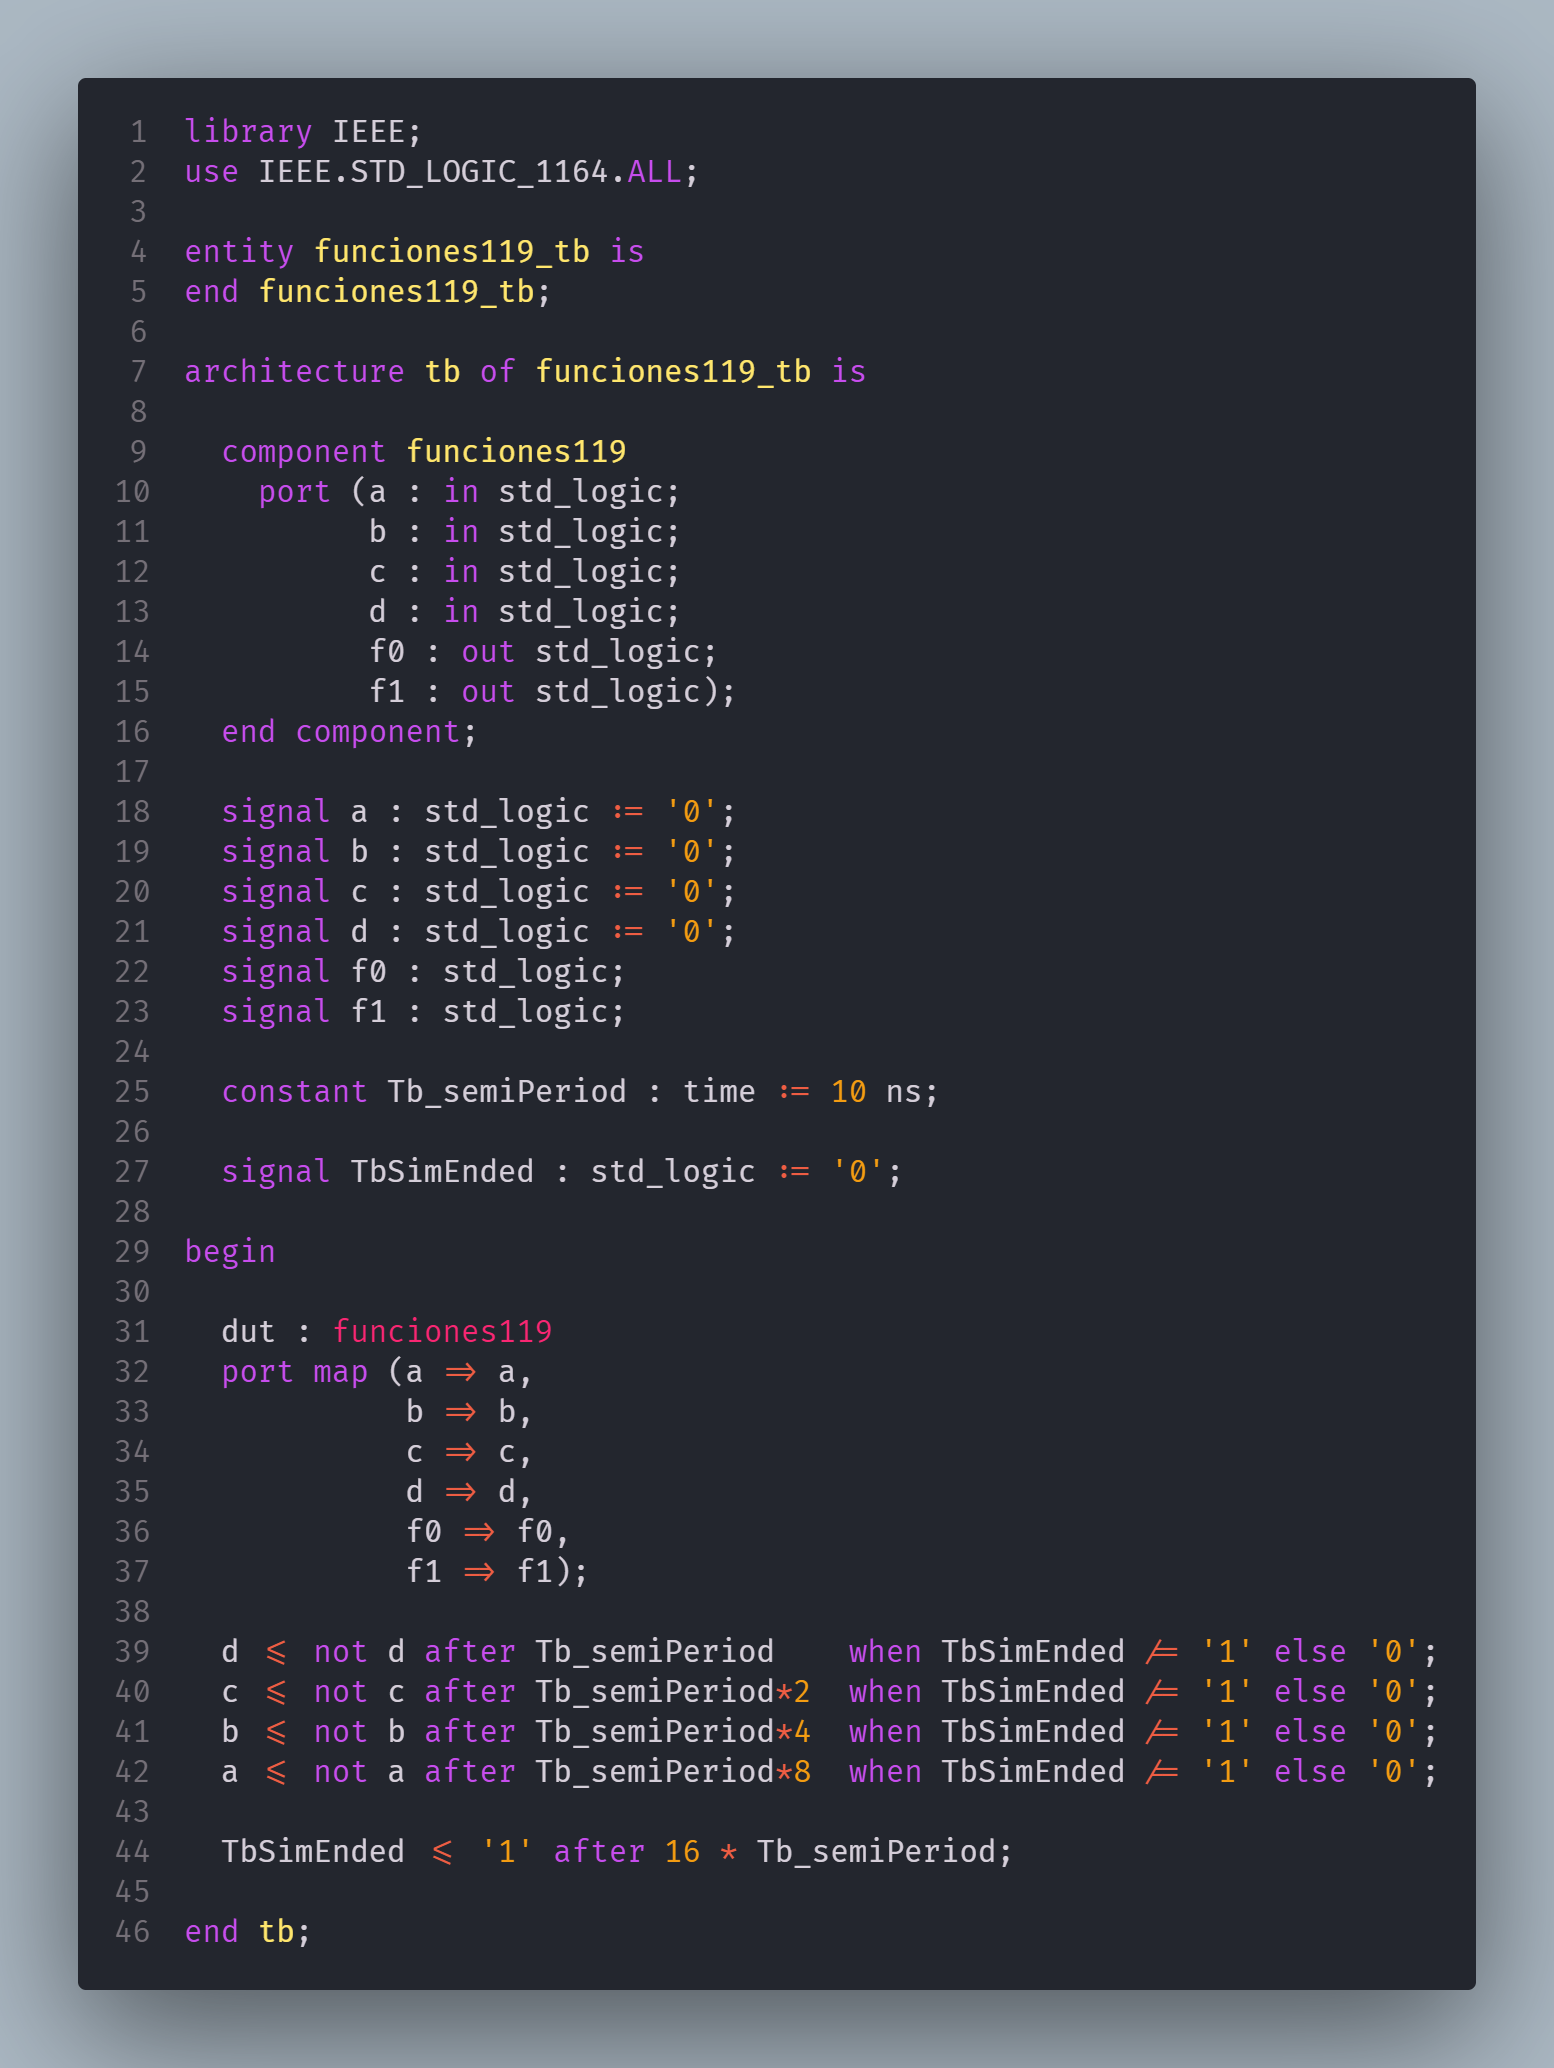 1 library IEEE;
2 use IEEE.STD_LOGIC_1164.ALL;
3
4 entity funciones119_tb is
5 end funciones119_tb;
6
7 architecture tb of funciones119_tb is
8
9   component funciones119
10     port (a : in std_logic;
11           b : in std_logic;
12           c : in std_logic;
13           d : in std_logic;
14           f0 : out std_logic;
15           f1 : out std_logic);
16   end component;
17
18   signal a : std_logic := '0';
19   signal b : std_logic := '0';
20   signal c : std_logic := '0';
21   signal d : std_logic := '0';
22   signal f0 : std_logic;
23   signal f1 : std_logic;
24
25   constant Tb_semiPeriod : time := 10 ns;
26
27   signal TbSimEnded : std_logic := '0';
28
29 begin
30
31   dut : funciones119
32   port map (a => a,
33             b => b,
34             c => c,
35             d => d,
36             f0 => f0,
37             f1 => f1);
38
39   d <= not d after Tb_semiPeriod    when TbSimEnded /= '1' else '0';
40   c <= not c after Tb_semiPeriod*2  when TbSimEnded /= '1' else '0';
41   b <= not b after Tb_semiPeriod*4  when TbSimEnded /= '1' else '0';
42   a <= not a after Tb_semiPeriod*8  when TbSimEnded /= '1' else '0';
43
44   TbSimEnded <= '1' after 16 * Tb_semiPeriod;
45
46 end tb;